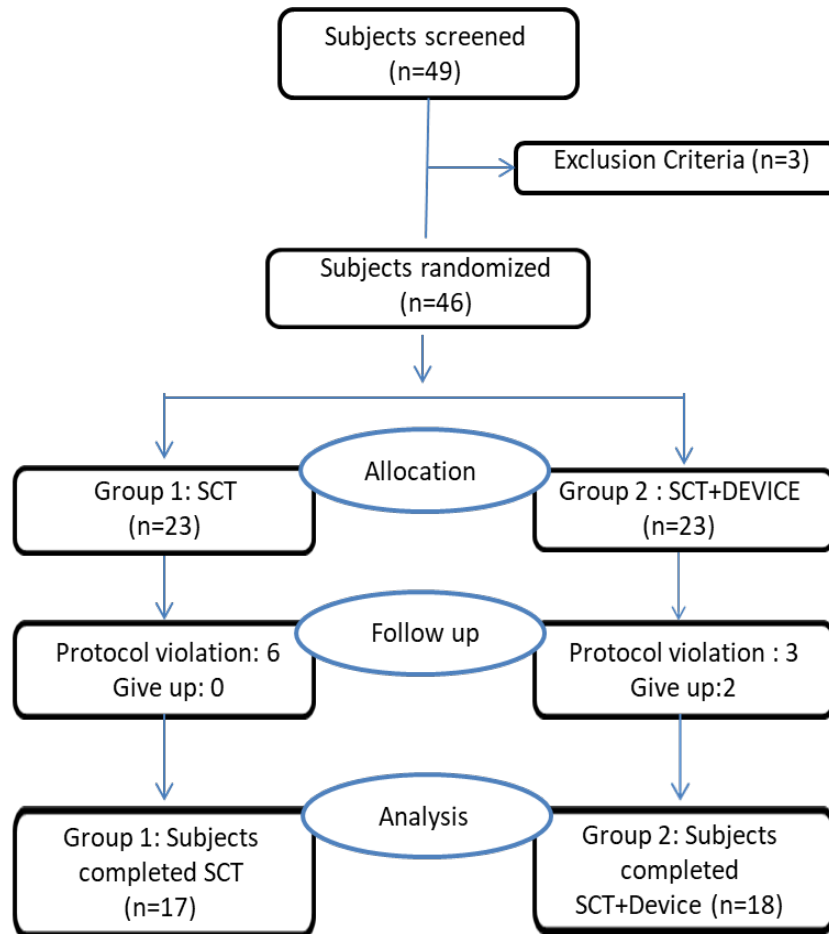 Subjects screened
(n=49)
Exclusion Criteria (n=3)
Subjects randomized
(n=46)
Allocation
Group 1: SCT
(n=23)
Group 2 : SCT+DEVICE
(n=23)
Follow up
Protocol violation: 6
Give up: 0
Protocol violation : 3
Give up:2
Analysis
Group 1: Subjects
completed SCT
(n=17)
Group 2: Subjects
completed
SCT+Device (n=18)